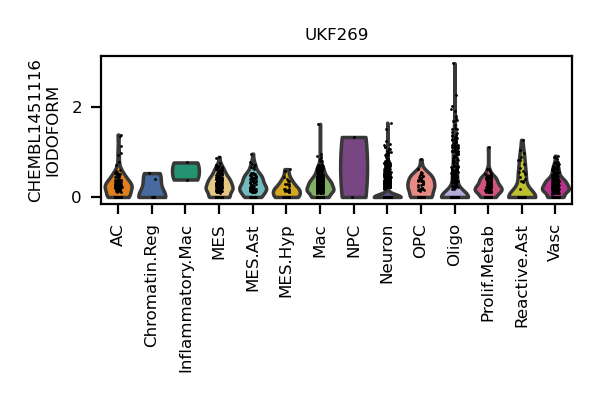 UKF269
CHEMBL1451116
IODOFORM
2
0
AC
Chromatin.Reg
Inflammatory.Mac
MES
MES.Ast
MES.Hyp
Mac
NPC
Neuron
OPC
Oligo
Prolif.Metab
Reactive.Ast
Vasc